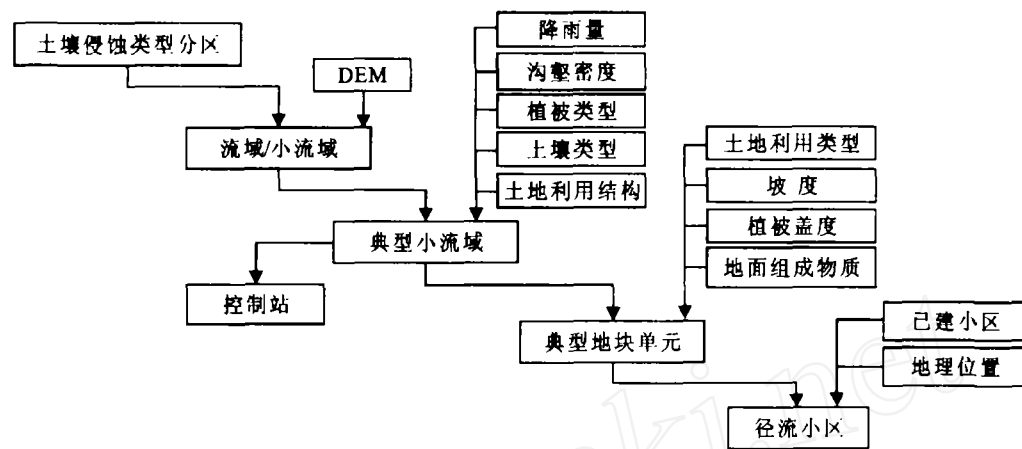 土壤侵蚀类型分区
DEM
流域/小流域
降雨量
沟壑密度
植被类型
土壤类型
土地利用结构
典型小流域
控制站
土地利用类型
坡 度
植被盖度
地面组成物质
典型地块单元
已建小区
地理位置
径流小区